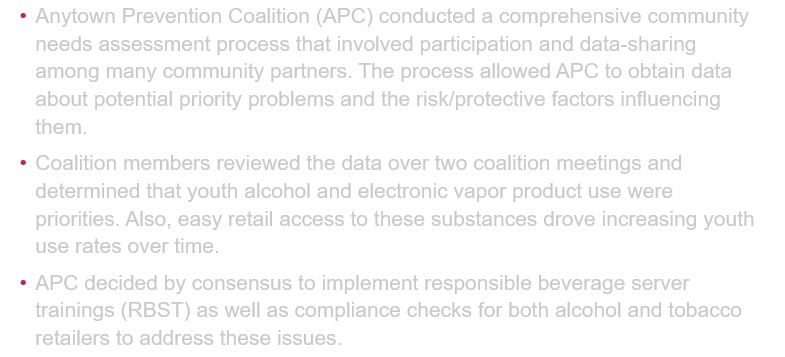 • Anytown Prevention Coalition (APC) conducted a comprehensive community
needs assessment process that involved participation and data-sharing
among many community partners. The process allowed APC to obtain data
about potential priority problems and the risk/protective factors influencing
them.
• Coalition members reviewed the data over two coalition meetings and
determined that youth alcohol and electronic vapor product use were
priorities. Also, easy retail access to these substances drove increasing youth
use rates over time.
• APC decided by consensus to implement responsible beverage server
trainings (RBST) as well as compliance checks for both alcohol and tobacco
retailers to address these issues.